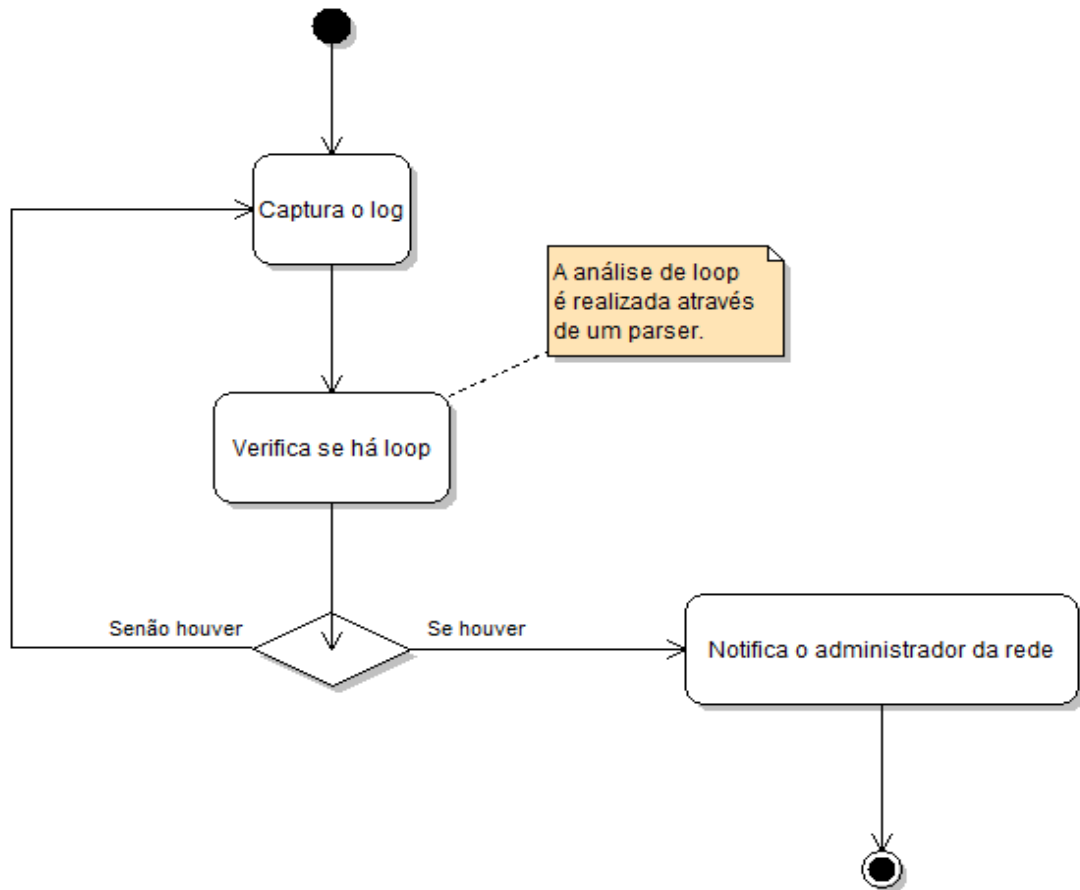 Captura o log
A análise de loop
é realizada através
de um parser.
Verifica se há loop
Senão houver
Se houver
Notifica o administrador da rede